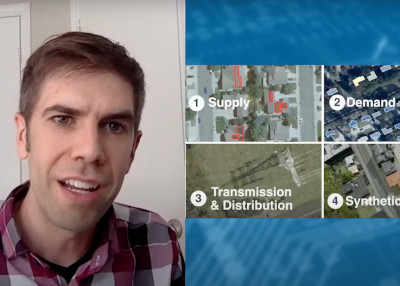 1 Supply
2 Demand
3 Transmission
& Distribution
4 Synthetic